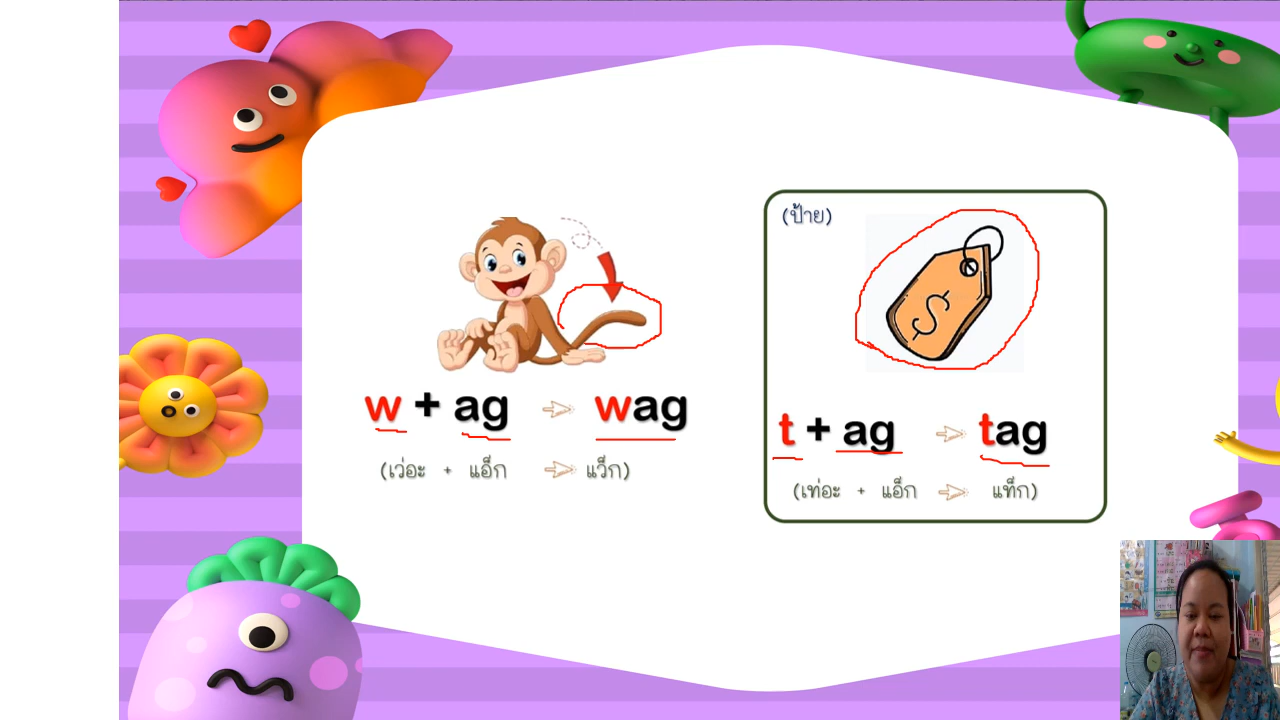 w + ag wag
(เว่อะ + แอ็ก แว็ก)
(ป้าย)
$
t + ag tag
(เท่อะ + แอ็ก แท็ก)